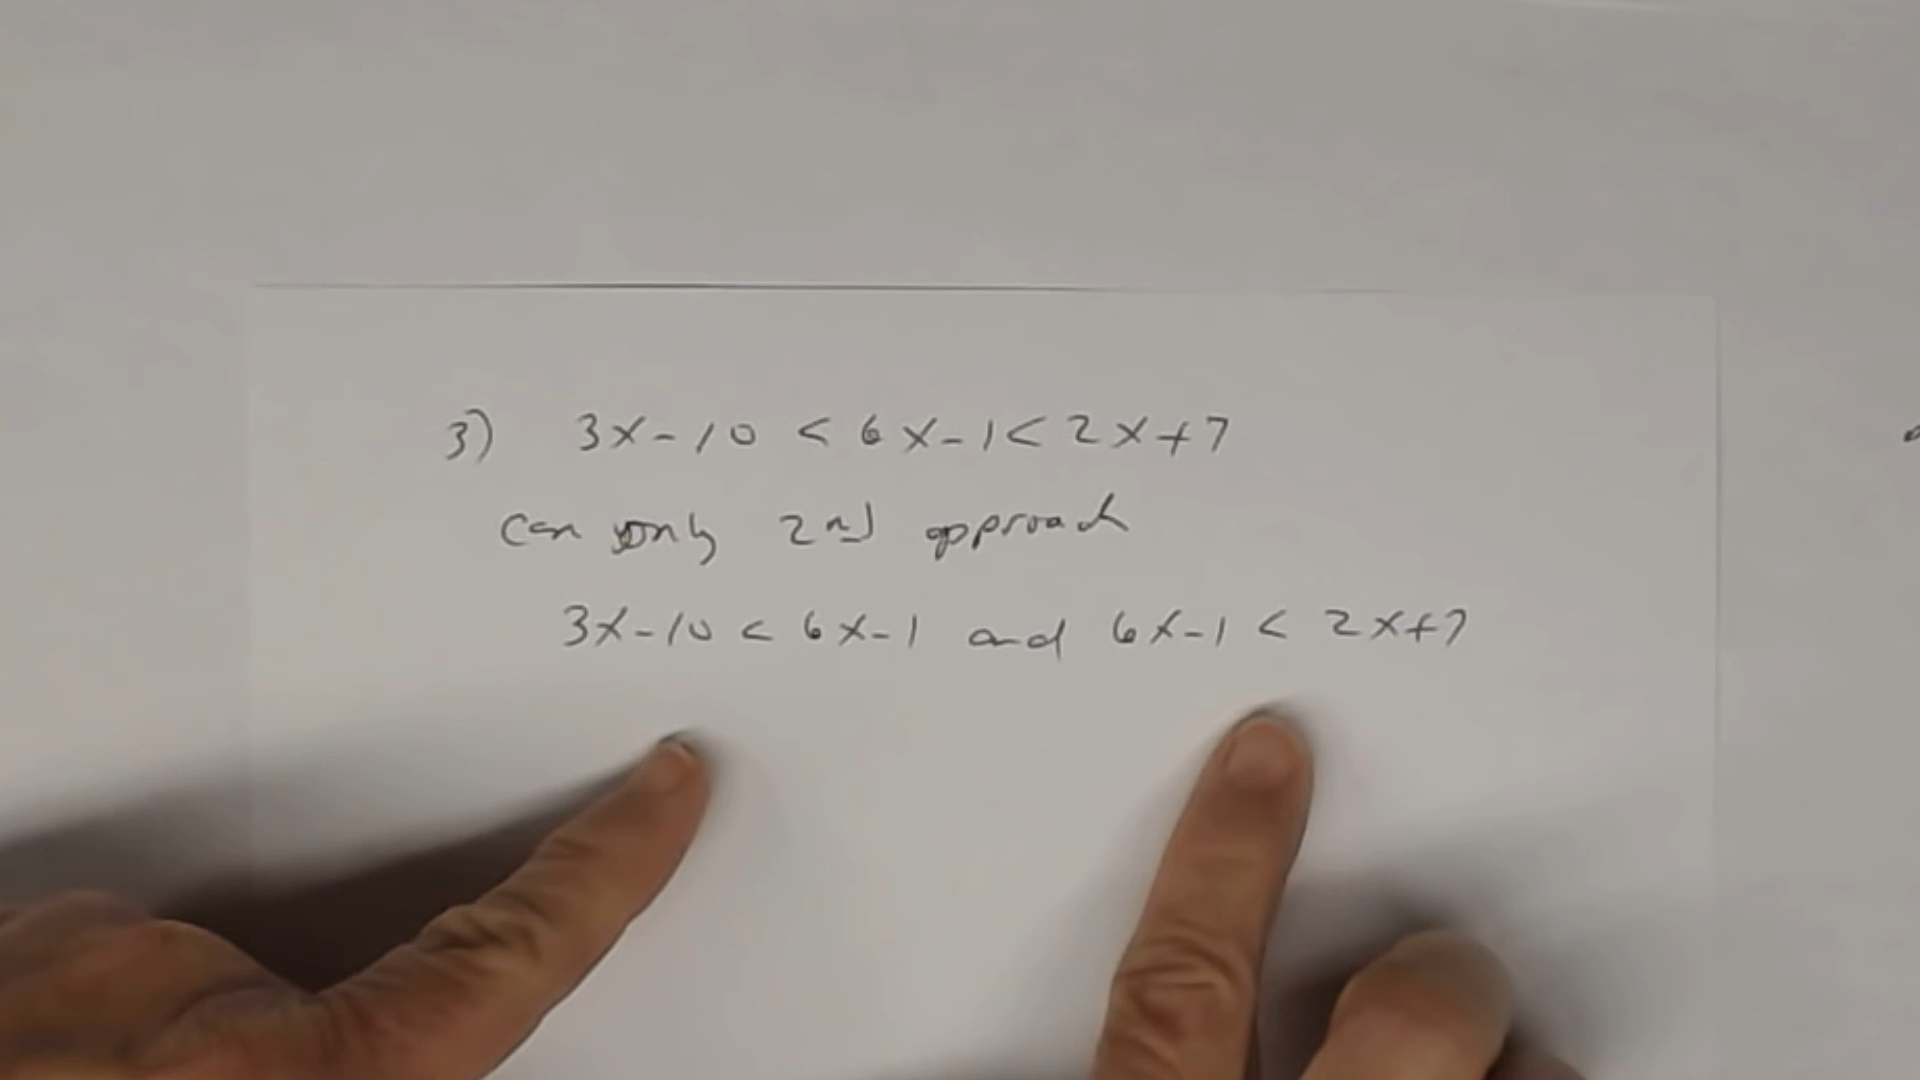 3) 3x-10 < 6x-1 < 2x+7
can only 2nd approach
3x-10 < 6x-1 and 6x-1 < 2x+7